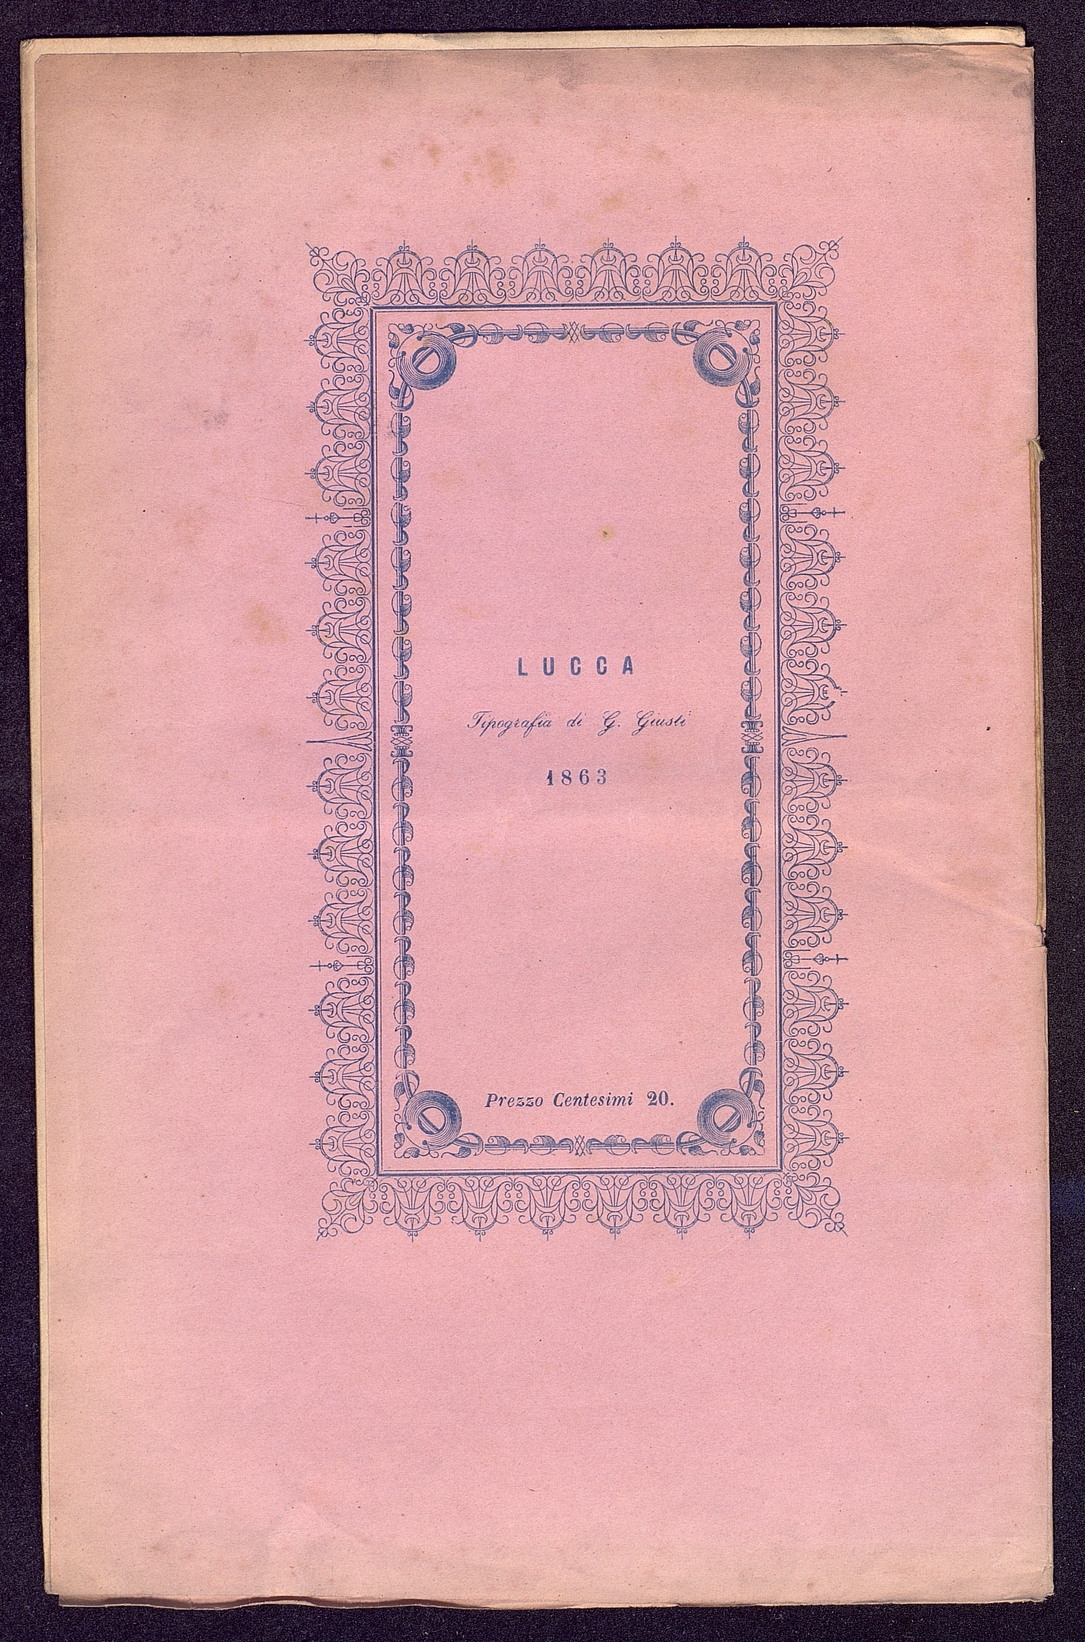 LUCCA
Tipografia di G. Giusti
1863
Prezzo Centesimi 20.